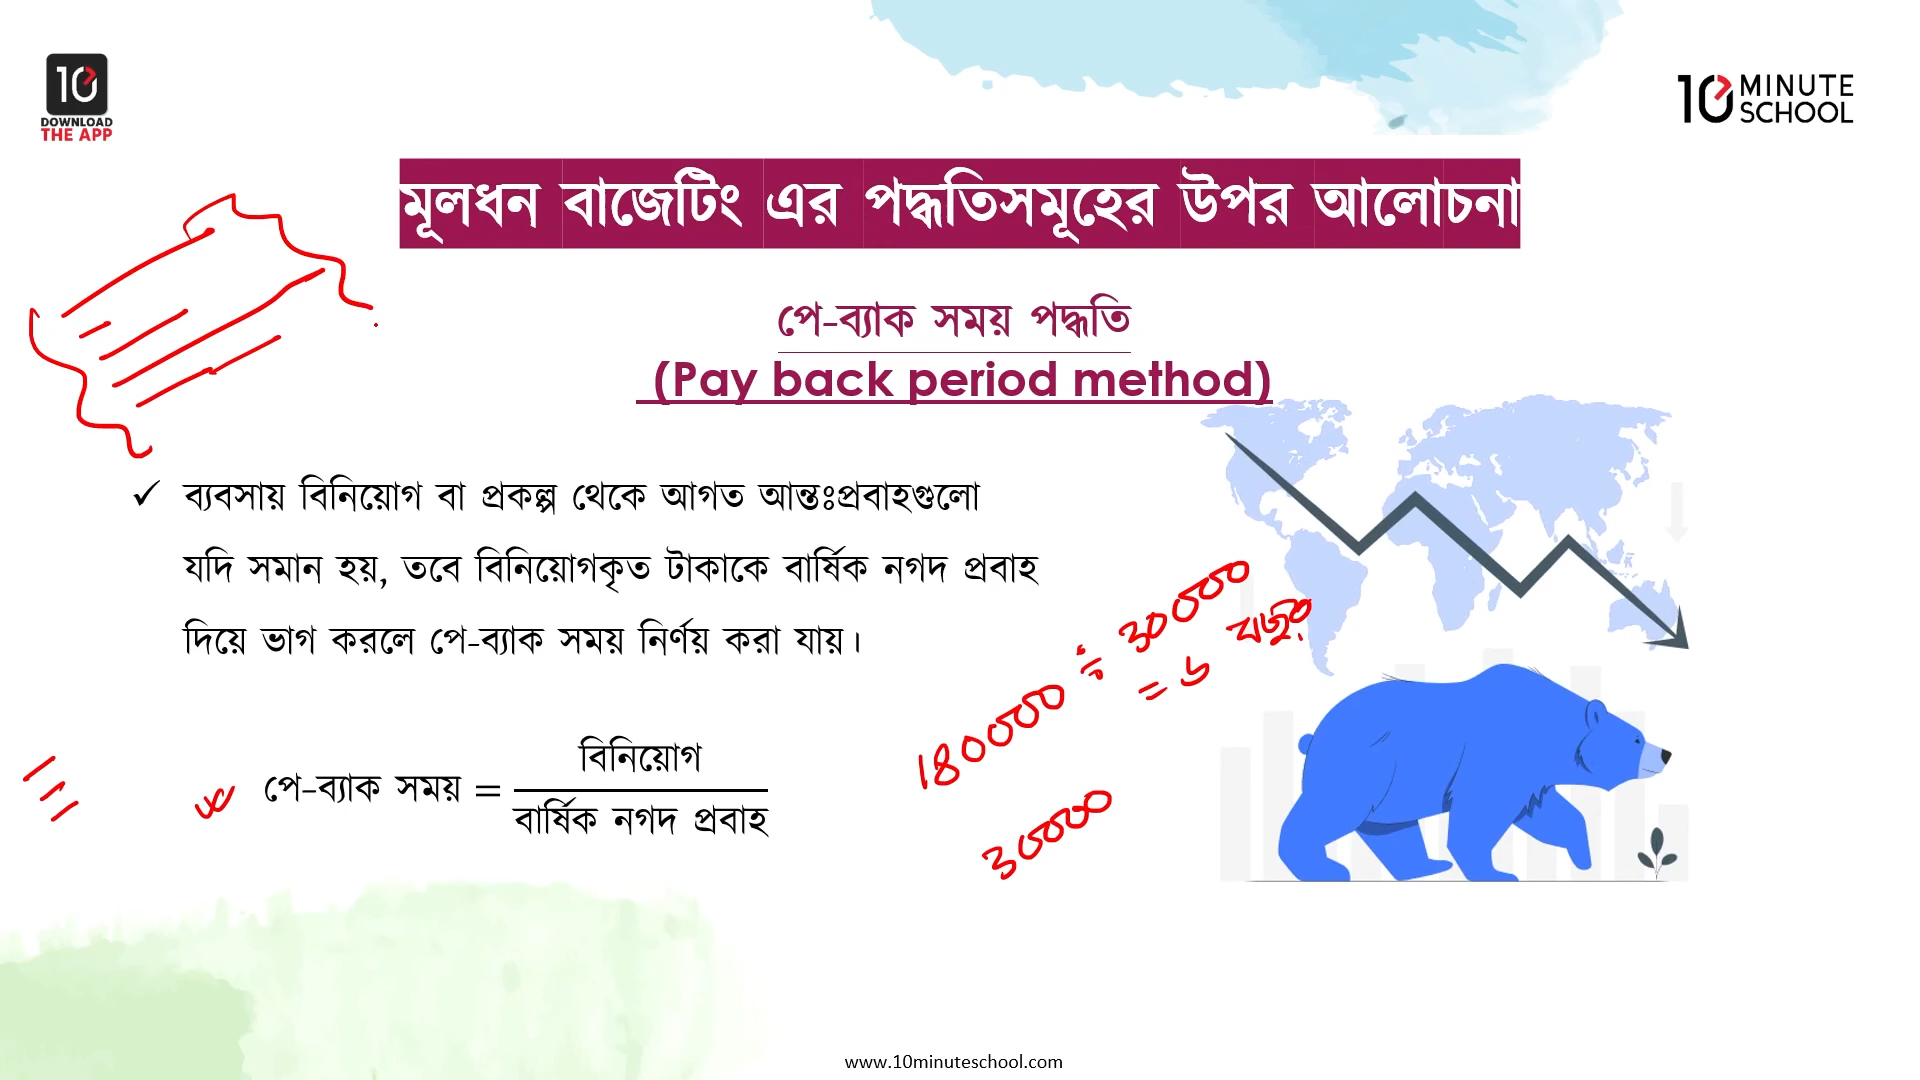 10
DOWNLOAD
THE APP
10 MINUTE
SCHOOL
মূলধন বাজেটিং এর পদ্ধতিসমূহের উপর আলোচনা
পে-ব্যাক সময় পদ্ধতি
(Pay back period method)
✓ ব্যবসায় বিনিয়োগ বা প্রকল্প থেকে আগত আন্তঃপ্রবাহগুলো
যদি সমান হয়, তবে বিনিয়োগকৃত টাকাকে বার্ষিক নগদ প্রবাহ
দিয়ে ভাগ করলে পে-ব্যাক সময় নির্ণয় করা যায়।
পে-ব্যাক সময় = বিনিয়োগ
বার্ষিক নগদ প্রবাহ
÷ 30000
= ৬ বছর
30000
www.10minuteschool.com